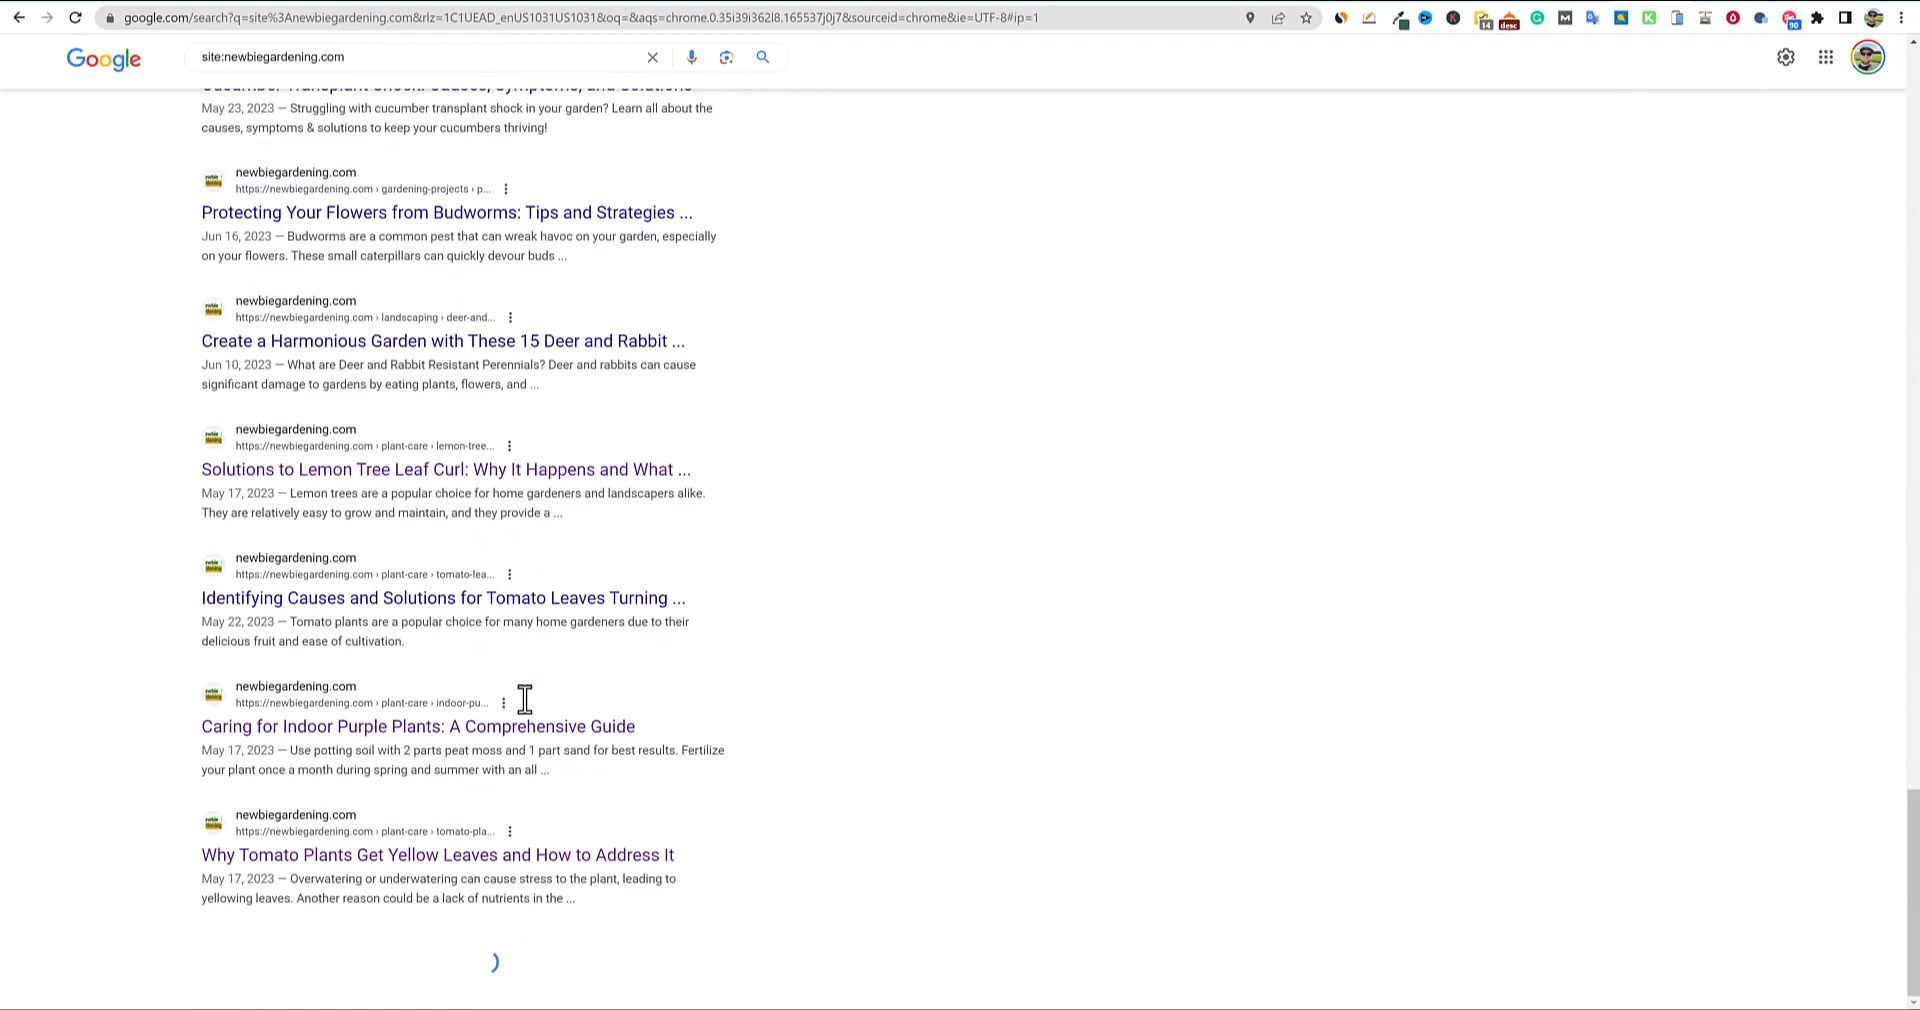 google.com/search?q=site%3Anewbiegardening.com&rlz=1C1UEAD_enUS1031US1031&oq=&aqs=chrome.0.35i39i362l8.165537j0j7&sourceid=chrome&ie=UTF-8#ip=1
14
desc
90
Google
site:newbiegardening.com
Cucumber Transplant Shock: Causes, Symptoms, and Solutions
May 23, 2023 — Struggling with cucumber transplant shock in your garden? Learn all about the
causes, symptoms & solutions to keep your cucumbers thriving!
newbiegardening.com
https://newbiegardening.com › gardening-projects › p...
Protecting Your Flowers from Budworms: Tips and Strategies ...
Jun 16, 2023 — Budworms are a common pest that can wreak havoc on your garden, especially
on your flowers. These small caterpillars can quickly devour buds ...
newbiegardening.com
https://newbiegardening.com › landscaping › deer-and...
Create a Harmonious Garden with These 15 Deer and Rabbit ...
Jun 10, 2023 — What are Deer and Rabbit Resistant Perennials? Deer and rabbits can cause
significant damage to gardens by eating plants, flowers, and ...
newbiegardening.com
https://newbiegardening.com › plant-care › lemon-tree...
Solutions to Lemon Tree Leaf Curl: Why It Happens and What ...
May 17, 2023 — Lemon trees are a popular choice for home gardeners and landscapers alike.
They are relatively easy to grow and maintain, and they provide a ...
newbiegardening.com
https://newbiegardening.com › plant-care › tomato-lea...
Identifying Causes and Solutions for Tomato Leaves Turning ...
May 22, 2023 — Tomato plants are a popular choice for many home gardeners due to their
delicious fruit and ease of cultivation.
newbiegardening.com
https://newbiegardening.com › plant-care › indoor-pu...
Caring for Indoor Purple Plants: A Comprehensive Guide
May 17, 2023 — Use potting soil with 2 parts peat moss and 1 part sand for best results. Fertilize
your plant once a month during spring and summer with an all ...
newbiegardening.com
https://newbiegardening.com › plant-care › tomato-pla...
Why Tomato Plants Get Yellow Leaves and How to Address It
May 17, 2023 — Overwatering or underwatering can cause stress to the plant, leading to
yellowing leaves. Another reason could be a lack of nutrients in the ...